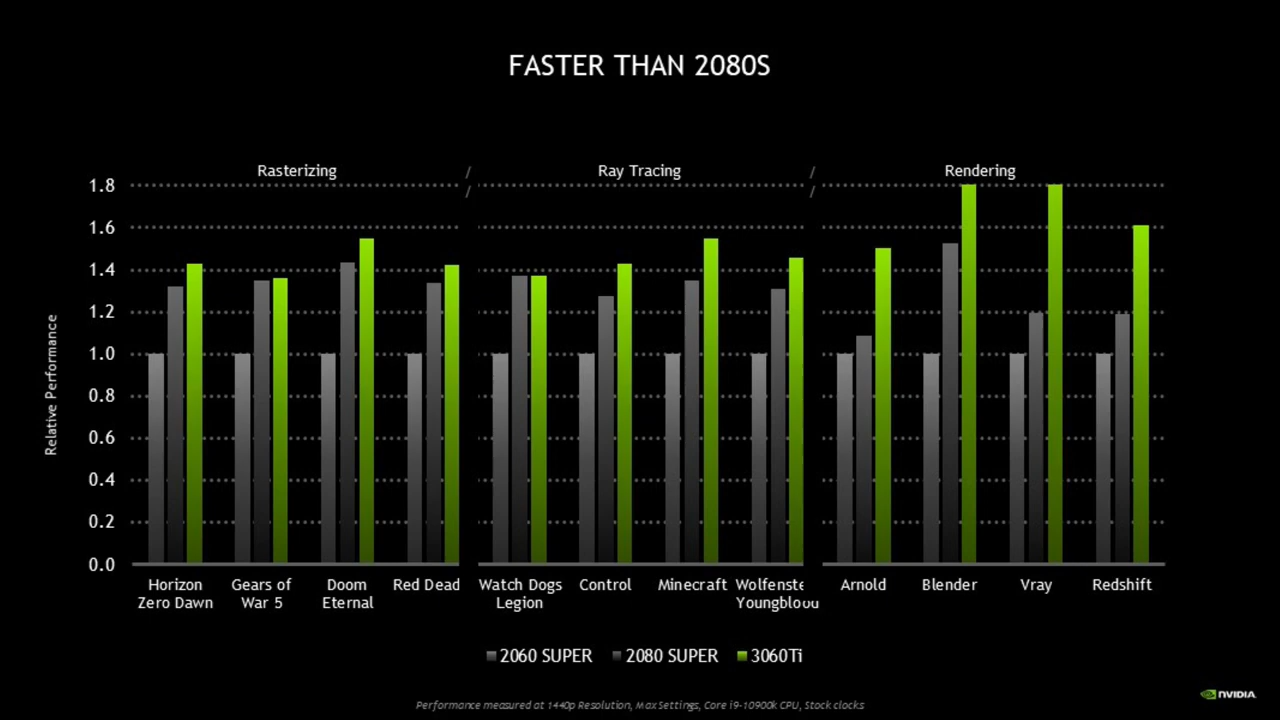 FASTER THAN 2080S
Rasterizing / Ray Tracing / Rendering
/ /
1.8
1.6
1.4
1.2
1.0
0.8
0.6
0.4
0.2
0.0
Relative Performance
Horizon Gears of Doom Red Dead Watch Dogs Control Minecraft Wolfenste Arnold Blender Vray Redshift
Zero Dawn War 5 Eternal Legion Youngblou
2060 SUPER 2080 SUPER 3060Ti
Performance measured at 1440p Resolution, Max Settings, Core i9-10900k CPU, Stock clocks
NVIDIA.